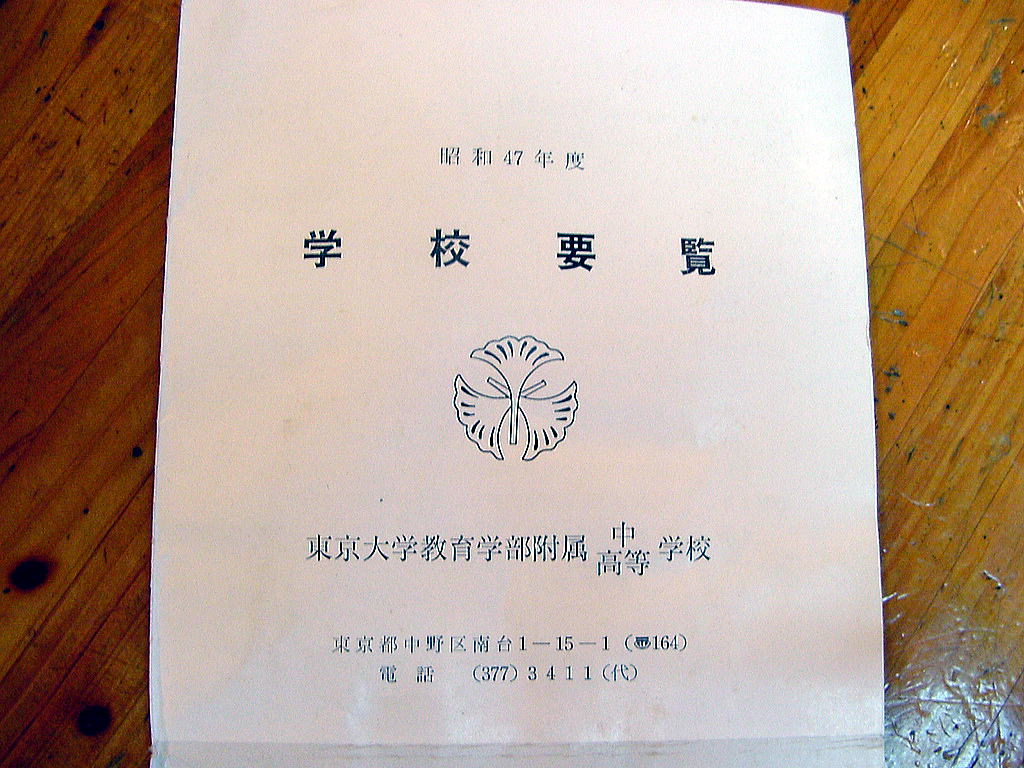 昭和47年度
学校要覧
東京大学教育学部附属中高等学校
東京都中野区南台1-15-1(〠164)
電話 (377)3411(代)